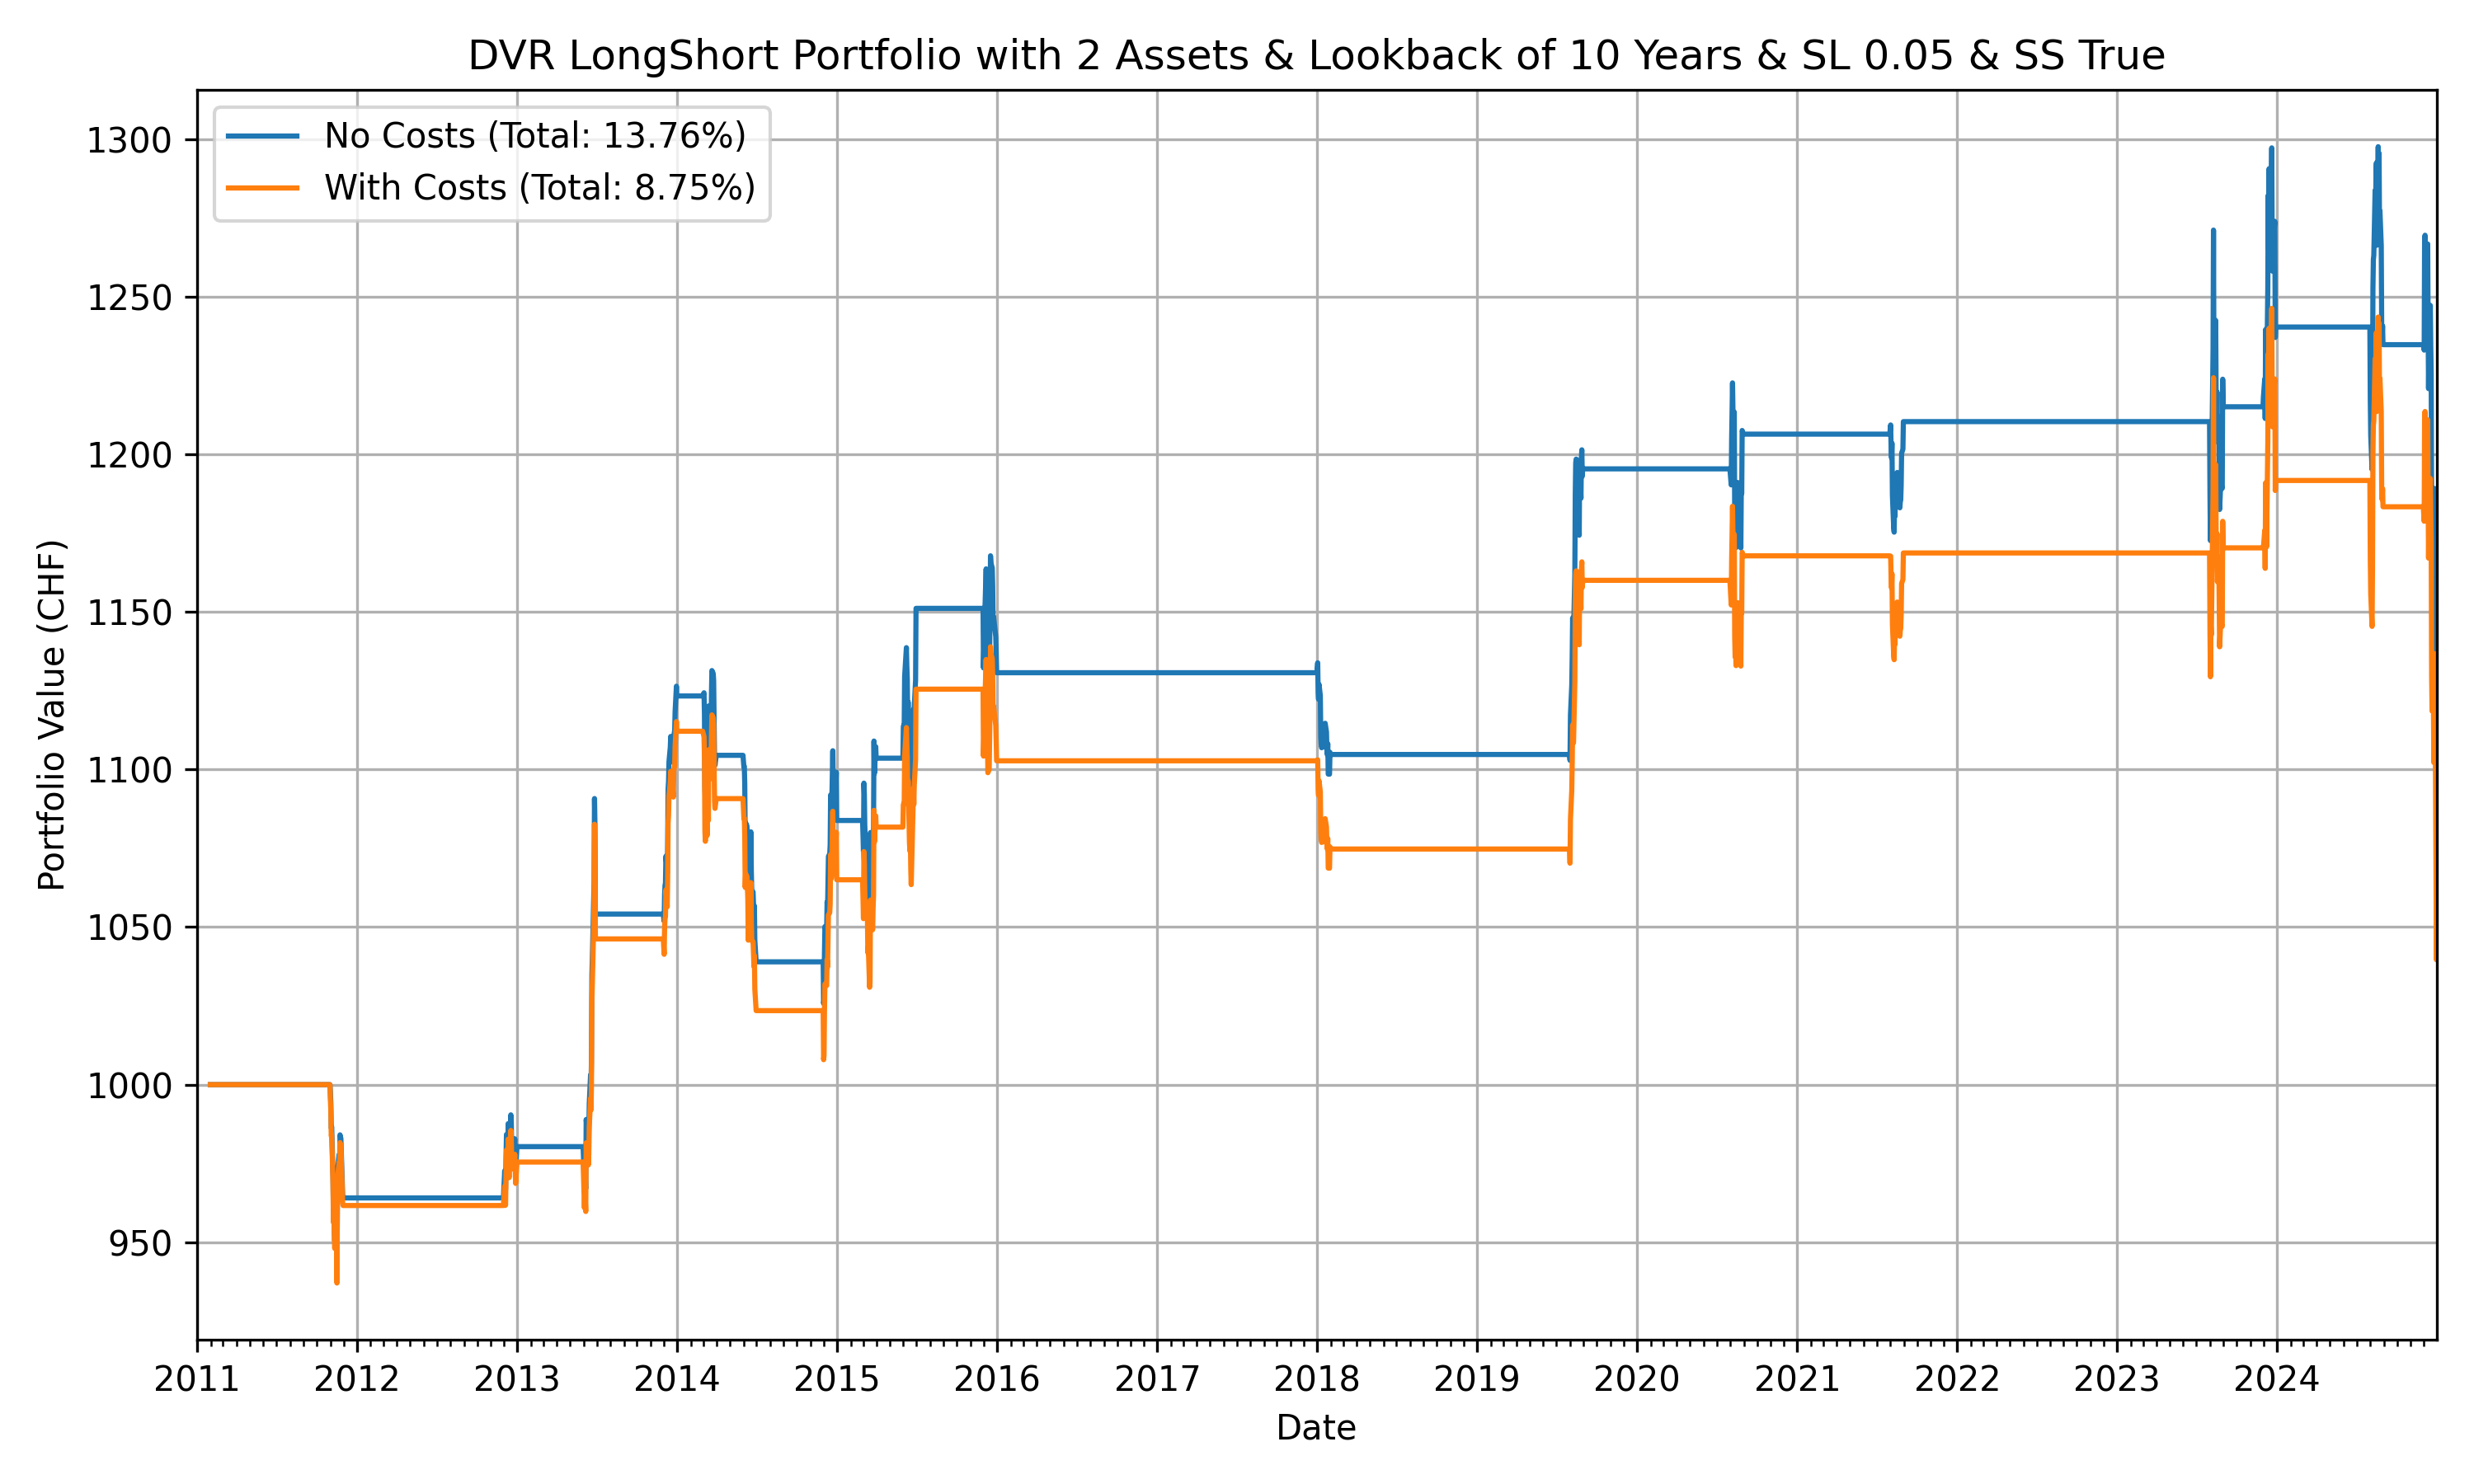 DVR LongShort Portfolio with 2 Assets & Lookback of 10 Years & SL 0.05 & SS True
No Costs (Total: 13.76%)
With Costs (Total: 8.75%)
Portfolio Value (CHF)
1300
1250
1200
1150
1100
1050
1000
950
2011 2012 2013 2014 2015 2016 2017 2018 2019 2020 2021 2022 2023 2024
Date